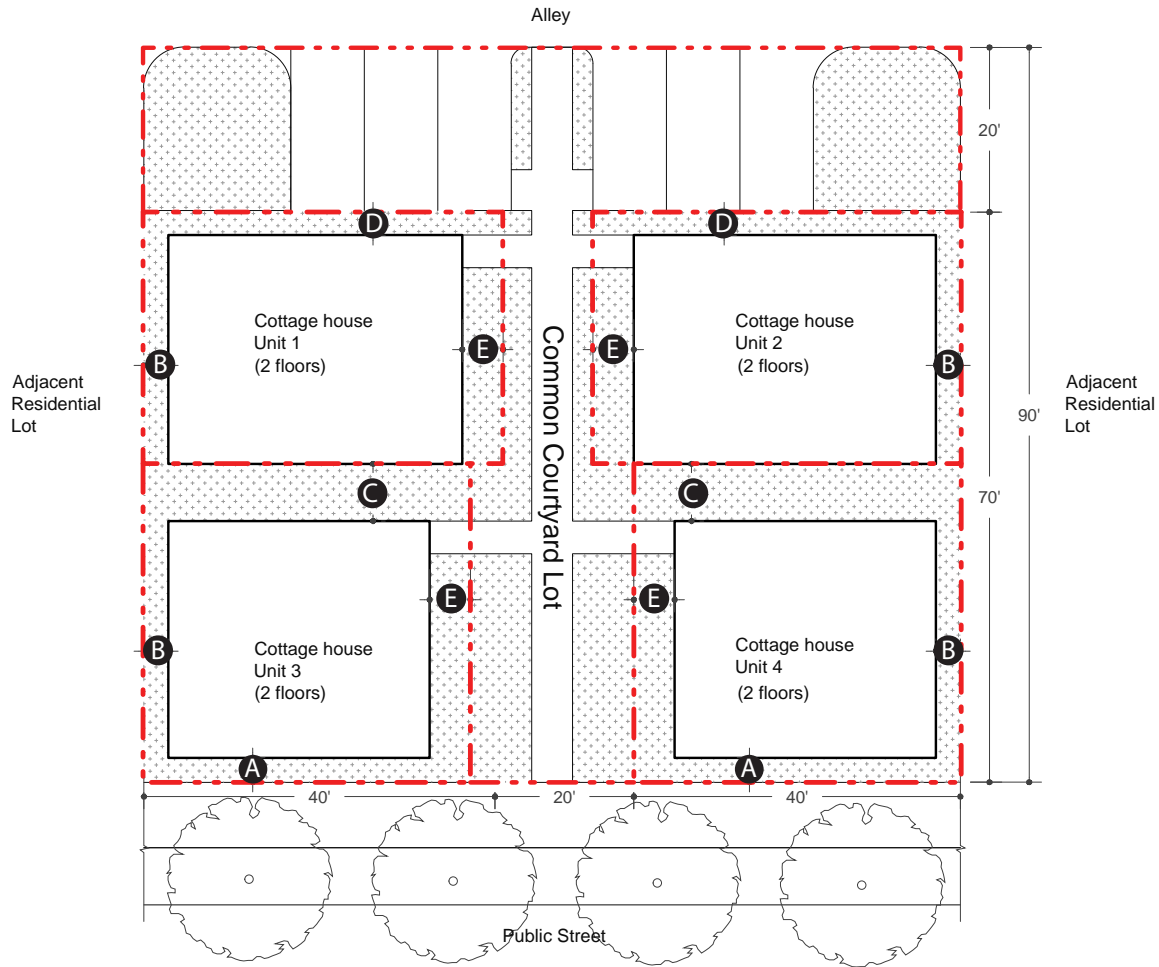 Alley
20'
D
D
Cottage house
Unit 1
(2 floors)
Cottage house
Unit 2
(2 floors)
E
E
B
B
Adjacent
Residential
Lot
Common Courtyard Lot
Adjacent
Residential
Lot
90'
70'
C
C
E
E
Cottage house
Unit 3
(2 floors)
Cottage house
Unit 4
(2 floors)
B
B
A
A
40'
20'
40'
Public Street